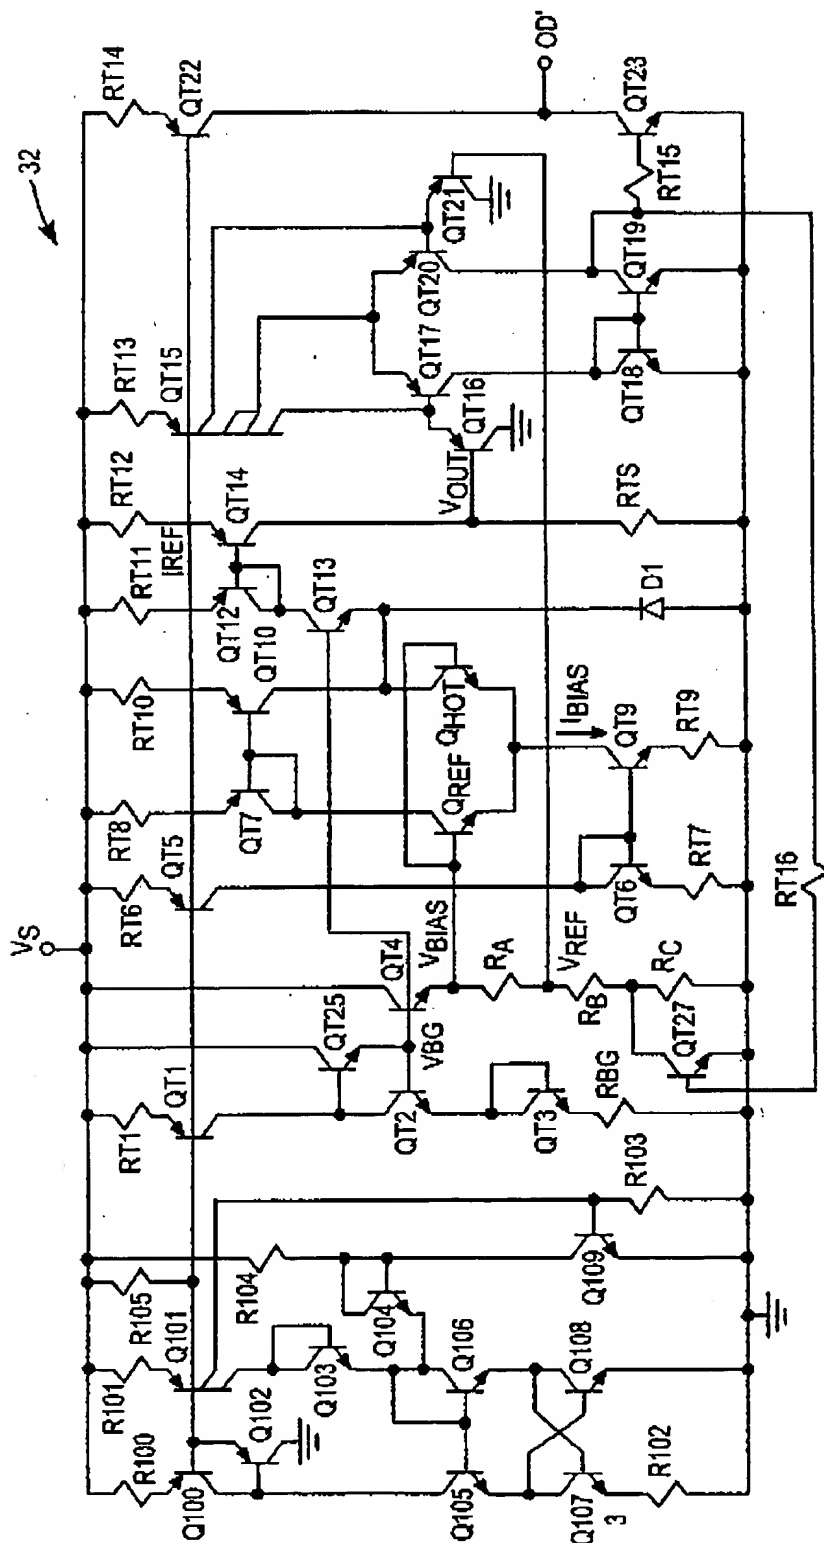 32
VS
RT14
QT22
OD'
RT13
QT15
RT12
QT14
IREF
RT11
QT12
QT13
RT10
QT10
RT8
QT7
RT6
QT5
RT1
QT1
QT25
QT4
VBG
QT2
QT3
RBG
VBIAS
RA
VREF
RB
RC
QT27
QREF
QHOT
IBIAS
QT9
RT9
QT6
RT7
D1
VOUT
RTS
QT16
QT17
QT20
QT21
QT18
QT19
RT15
QT23
RT16
R105
R104
R103
R101
Q101
R100
Q100
Q102
Q103
Q104
Q105
Q106
Q107
3
Q108
Q109
R102